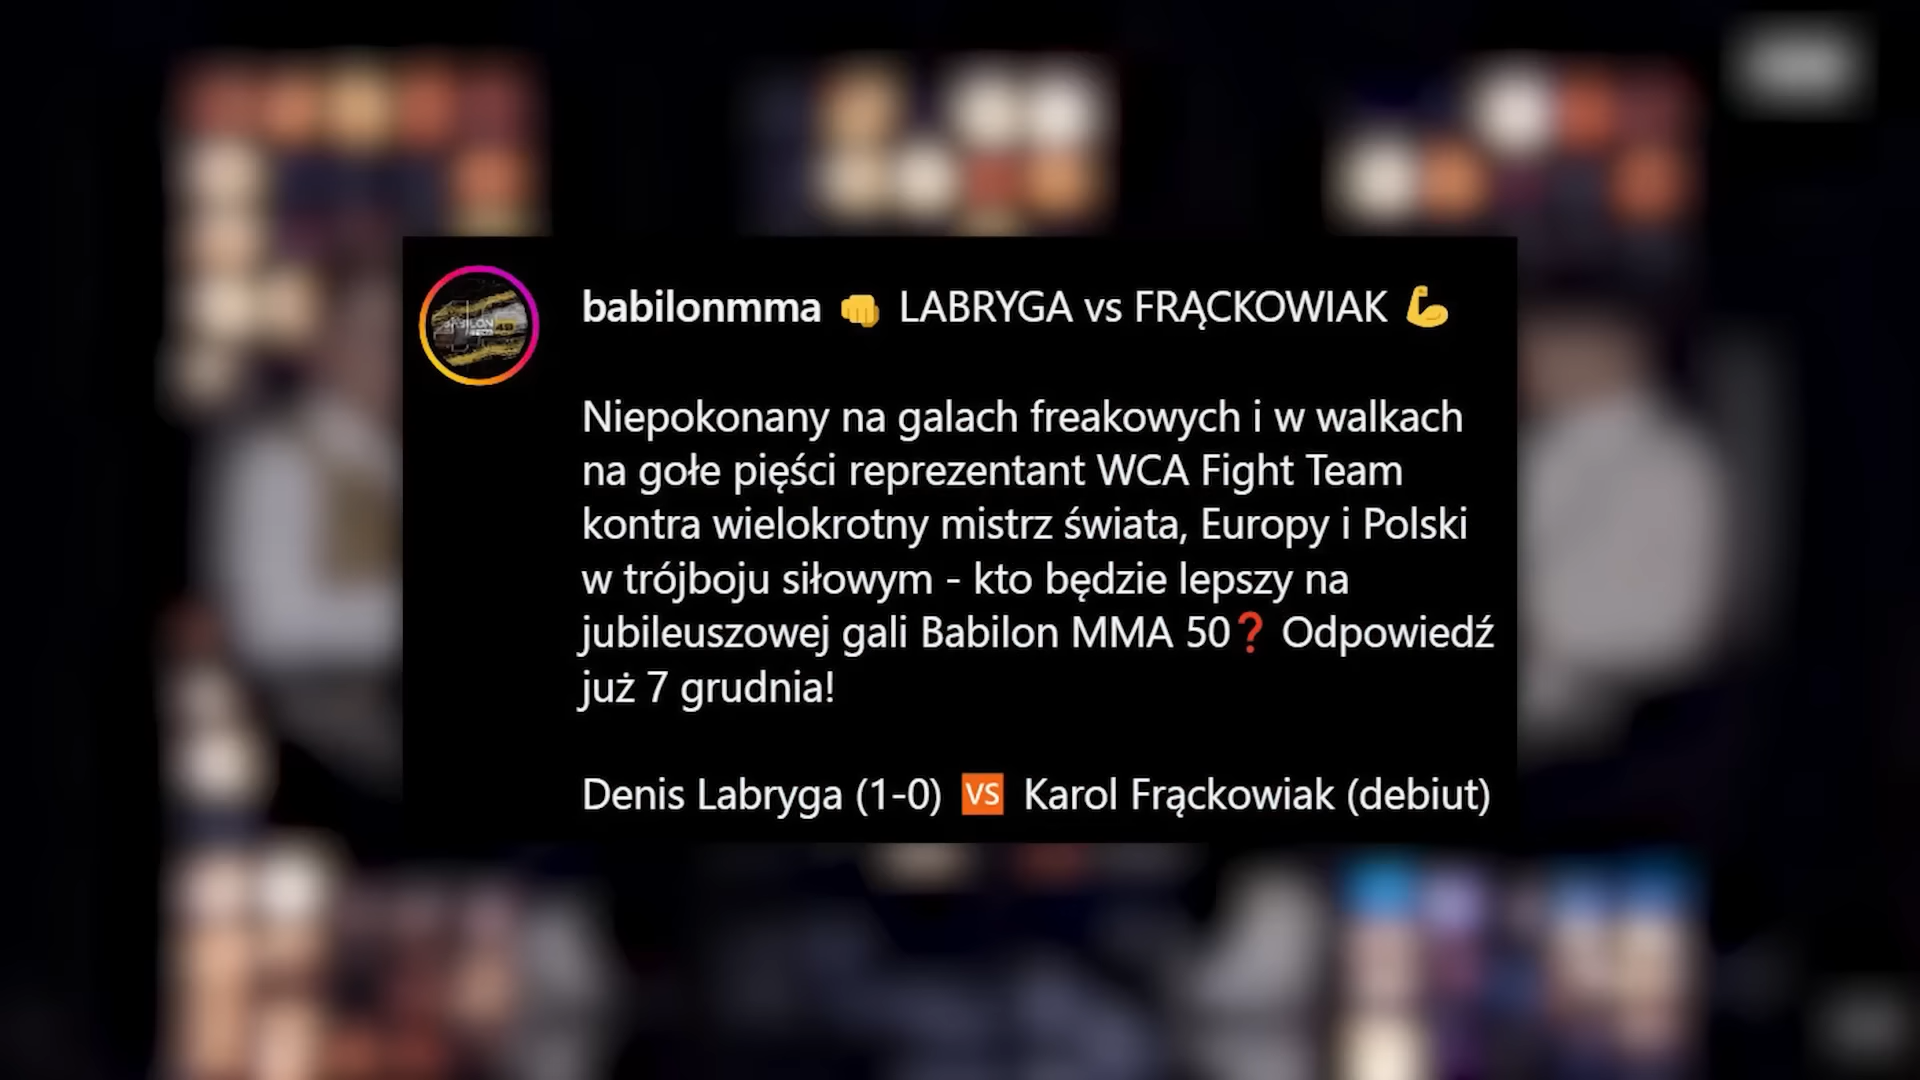 babilonmma 👊 LABRYGA vs FRĄCKOWIAK 💪
Niepokonany na galach freakowych i w walkach
na gołe pięści reprezentant WCA Fight Team
kontra wielokrotny mistrz świata, Europy i Polski
w trójboju siłowym - kto będzie lepszy na
jubileuszowej gali Babilon MMA 50❓ Odpowiedź
już 7 grudnia!
Denis Labryga (1-0) 🆚 Karol Frąckowiak (debiut)